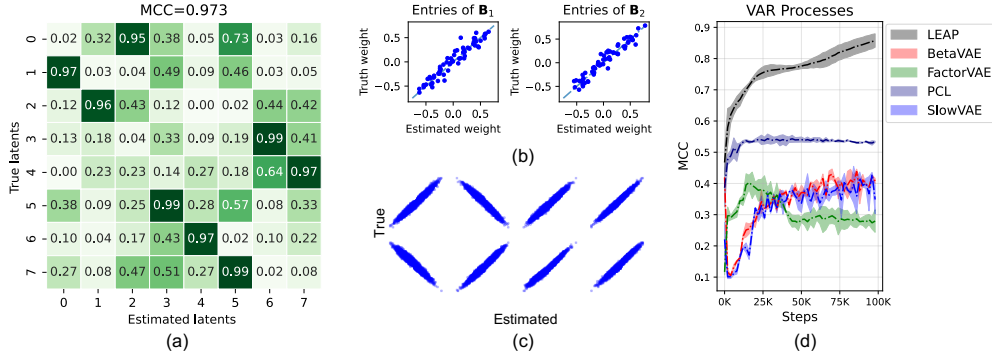 MCC=0.973
0 0.02 0.32 0.95 0.38 0.05 0.73 0.03 0.16
1 0.97 0.03 0.04 0.49 0.09 0.46 0.03 0.05
2 0.12 0.96 0.43 0.12 0.00 0.02 0.44 0.42
3 0.13 0.18 0.04 0.33 0.09 0.19 0.99 0.41
4 0.00 0.23 0.23 0.14 0.27 0.18 0.64 0.97
5 0.38 0.09 0.25 0.99 0.28 0.57 0.08 0.33
6 0.10 0.04 0.17 0.43 0.97 0.02 0.10 0.22
7 0.27 0.08 0.47 0.51 0.27 0.99 0.02 0.08
0 1 2 3 4 5 6 7
True latents
Estimated latents
(a)
Entries of B1
Truth weight
0.5
0.0
−0.5
−0.5 0.0 0.5
Estimated weight
Entries of B2
Truth weight
0.5
0.0
−0.5
−0.5 0.0 0.5
Estimated weight
(b)
True
Estimated
(c)
VAR Processes
MCC
0.9
0.8
0.7
0.6
0.5
0.4
0.3
0.2
0.1
0K 25K 50K 75K 100K
Steps
LEAP
BetaVAE
FactorVAE
PCL
SlowVAE
(d)